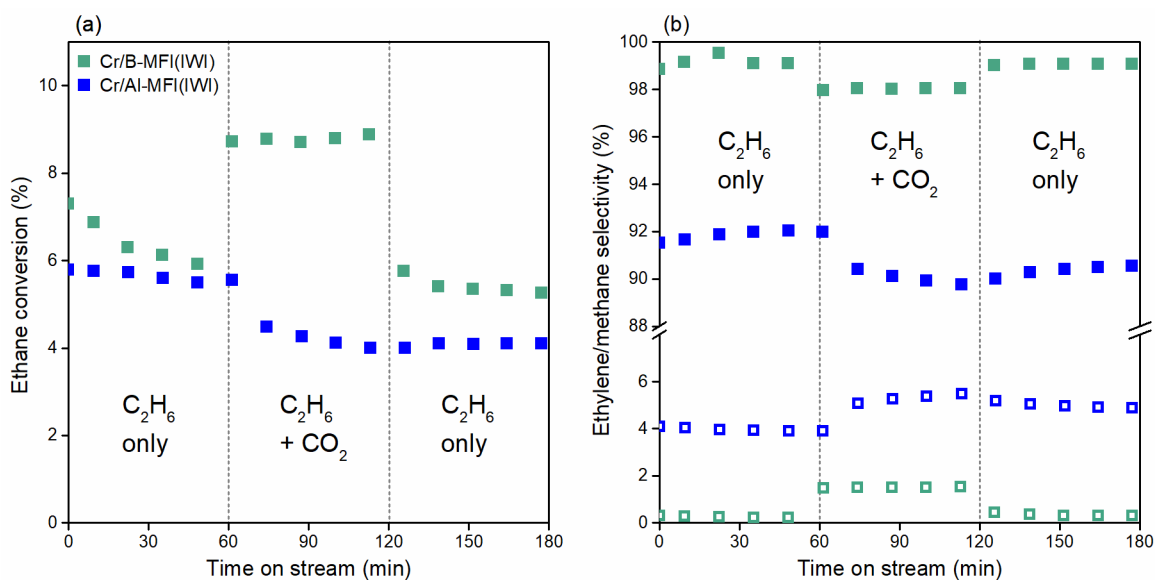 (a)
Cr/B-MFI(IWI)
Cr/Al-MFI(IWI)
10
8
6
4
2
0
Ethane conversion (%)
C₂H₆
only
C₂H₆
+ CO₂
C₂H₆
only
0
30
60
90
120
150
180
Time on stream (min)
(b)
100
98
96
94
92
90
88
6
4
2
0
Ethylene/methane selectivity (%)
C₂H₆
only
C₂H₆
+ CO₂
C₂H₆
only
0
30
60
90
120
150
180
Time on stream (min)